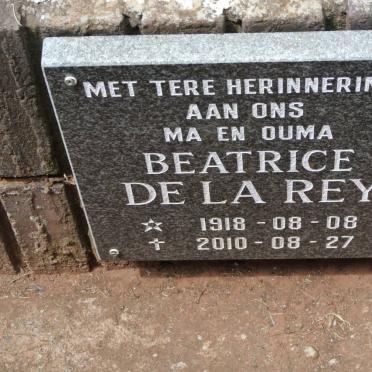 MET TERE HERINNERIN
AAN ONS
MA EN OUMA
BEATRICE
DE LA REY
☆ 1918 - 08 - 08
✝ 2010 - 08 - 27